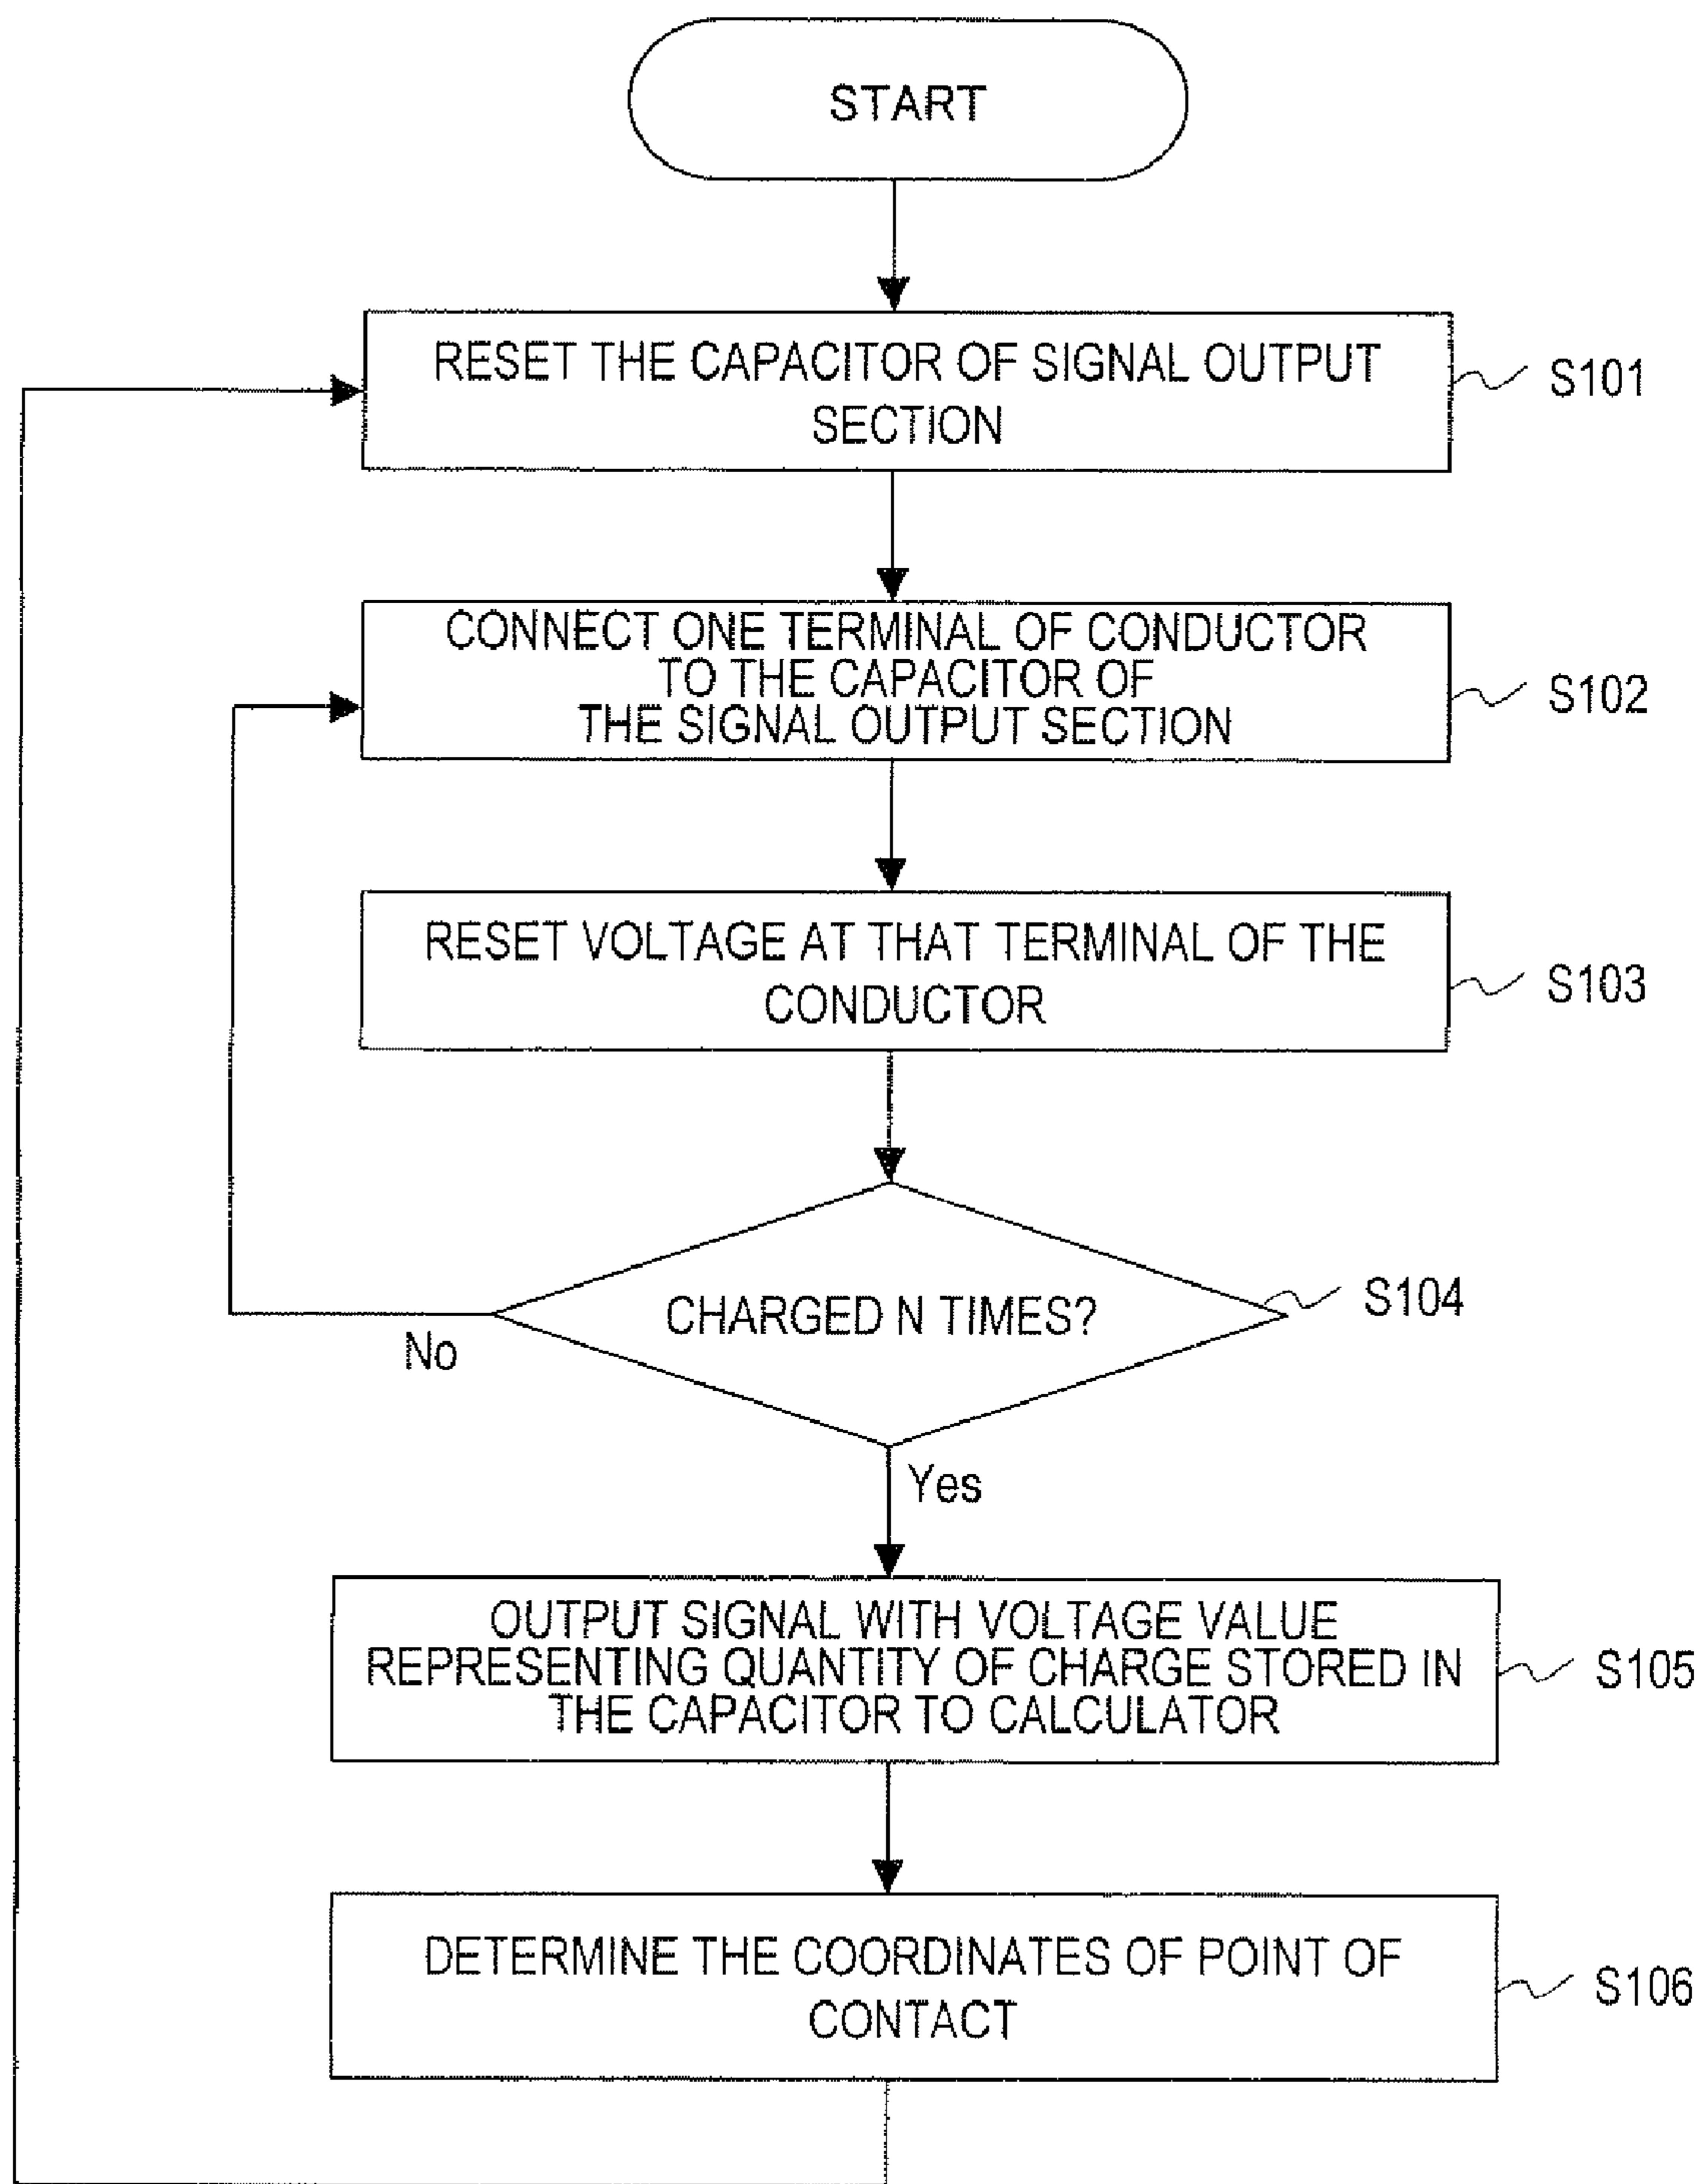 START
RESET THE CAPACITOR OF SIGNAL OUTPUT
SECTION
S101
CONNECT ONE TERMINAL OF CONDUCTOR
TO THE CAPACITOR OF
THE SIGNAL OUTPUT SECTION
S102
RESET VOLTAGE AT THAT TERMINAL OF THE
CONDUCTOR
S103
CHARGED N TIMES?
S104
No
Yes
OUTPUT SIGNAL WITH VOLTAGE VALUE
REPRESENTING QUANTITY OF CHARGE STORED IN
THE CAPACITOR TO CALCULATOR
S105
DETERMINE THE COORDINATES OF POINT OF
CONTACT
S106